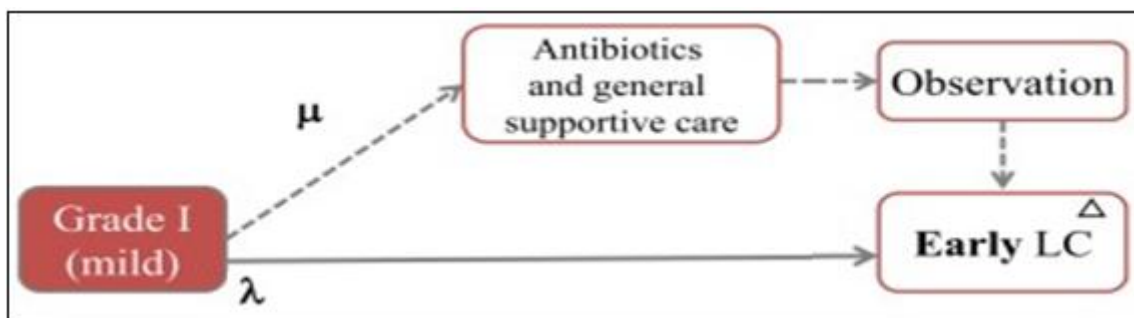 Antibiotics
and general
supportive care
Observation
μ
Grade I
(mild)
λ
△
Early LC